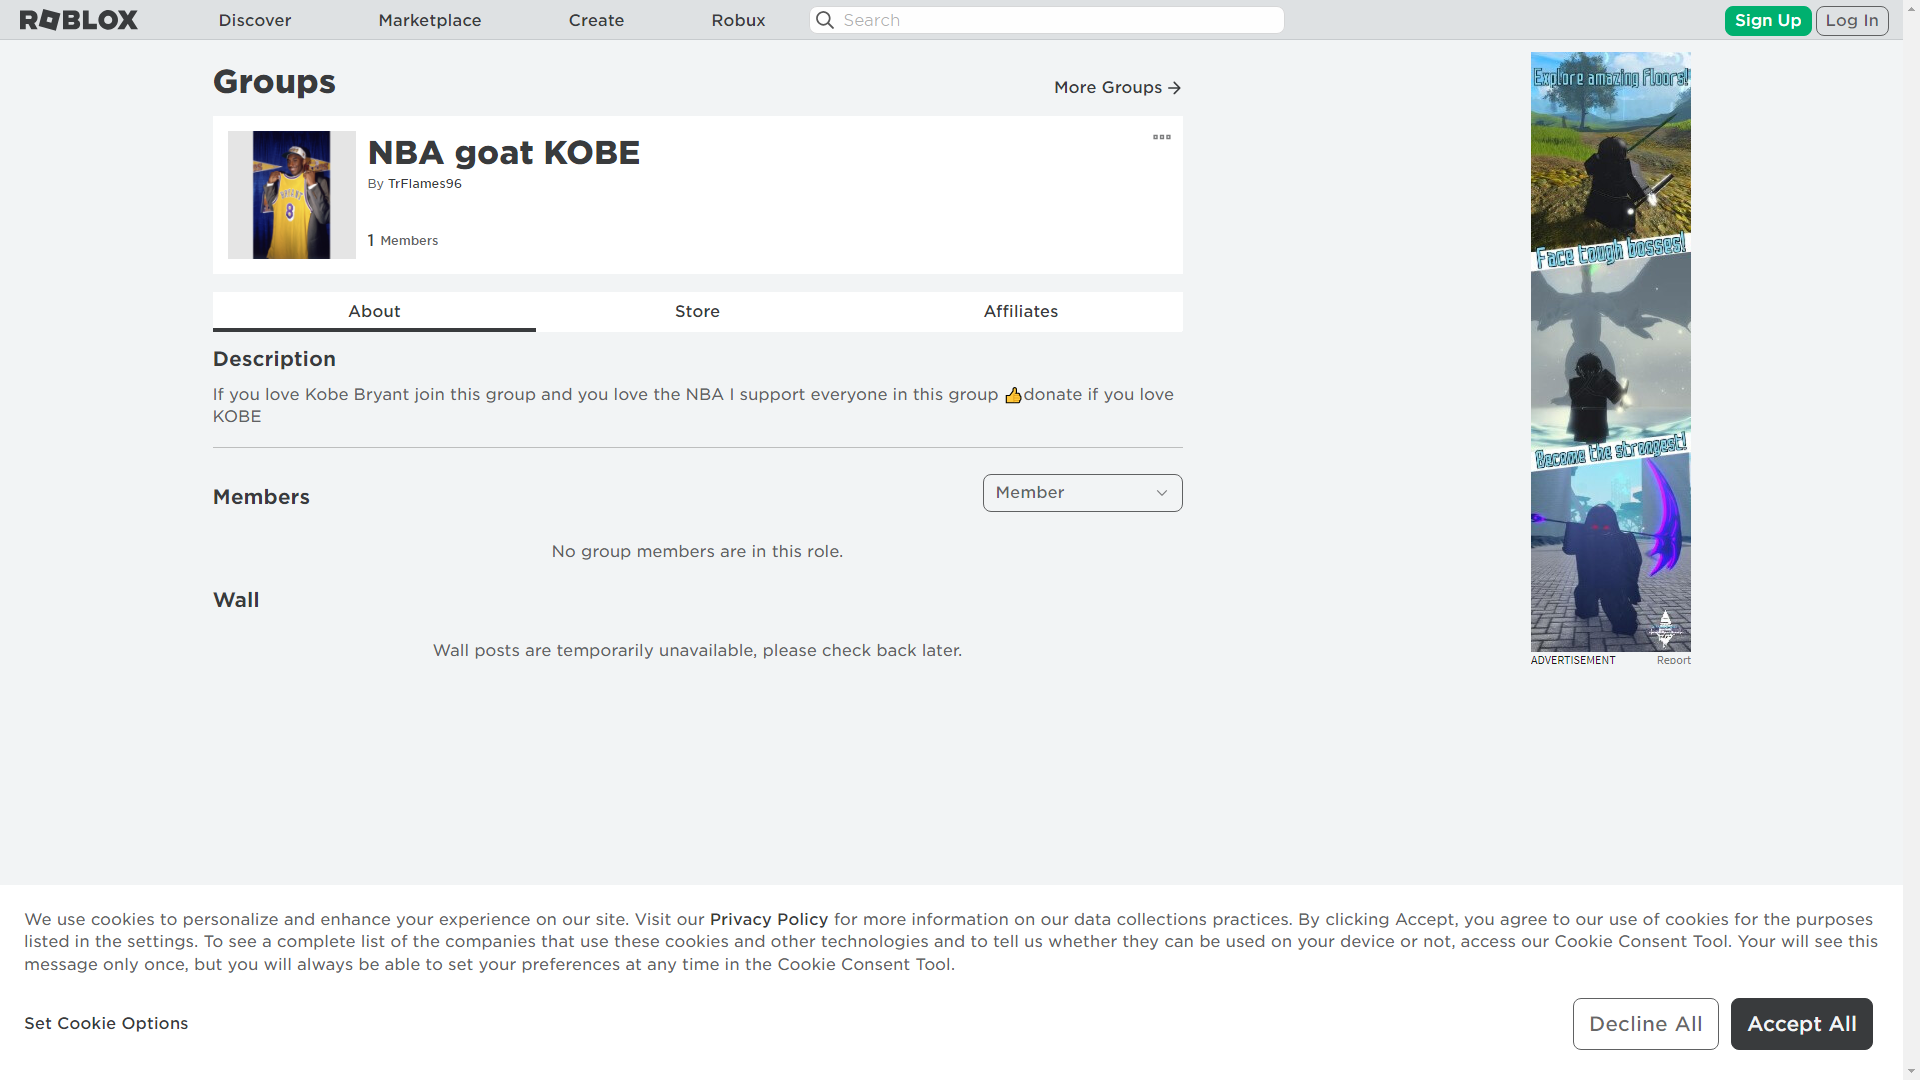 ROBLOX
Discover
Marketplace
Create
Robux
Search
Sign Up
Log In
Groups
More Groups
NBA goat KOBE
By TrFlames96
1 Members
BRYANT
8
About
Store
Affiliates
Description
If you love Kobe Bryant join this group and you love the NBA I support everyone in this group 👍donate if you love
KOBE
Members
Member
No group members are in this role.
Wall
Wall posts are temporarily unavailable, please check back later.
Explore amazing floors!
Face tough bosses!
Become the strongest!
ADVERTISEMENT
Report
We use cookies to personalize and enhance your experience on our site. Visit our Privacy Policy for more information on our data collections practices. By clicking Accept, you agree to our use of cookies for the purposes
listed in the settings. To see a complete list of the companies that use these cookies and other technologies and to tell us whether they can be used on your device or not, access our Cookie Consent Tool. Your will see this
message only once, but you will always be able to set your preferences at any time in the Cookie Consent Tool.
Set Cookie Options
Decline All
Accept All